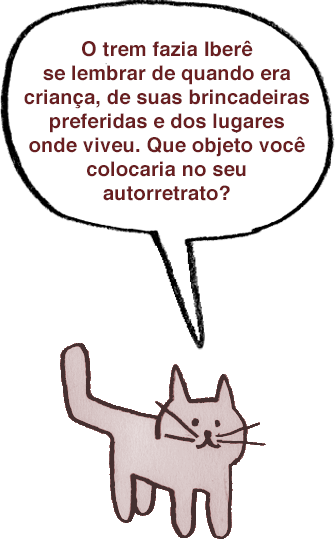 O trem fazia Iberê
se lembrar de quando era
criança, de suas brincadeiras
preferidas e dos lugares
onde viveu. Que objeto você
colocaria no seu
autorretrato?